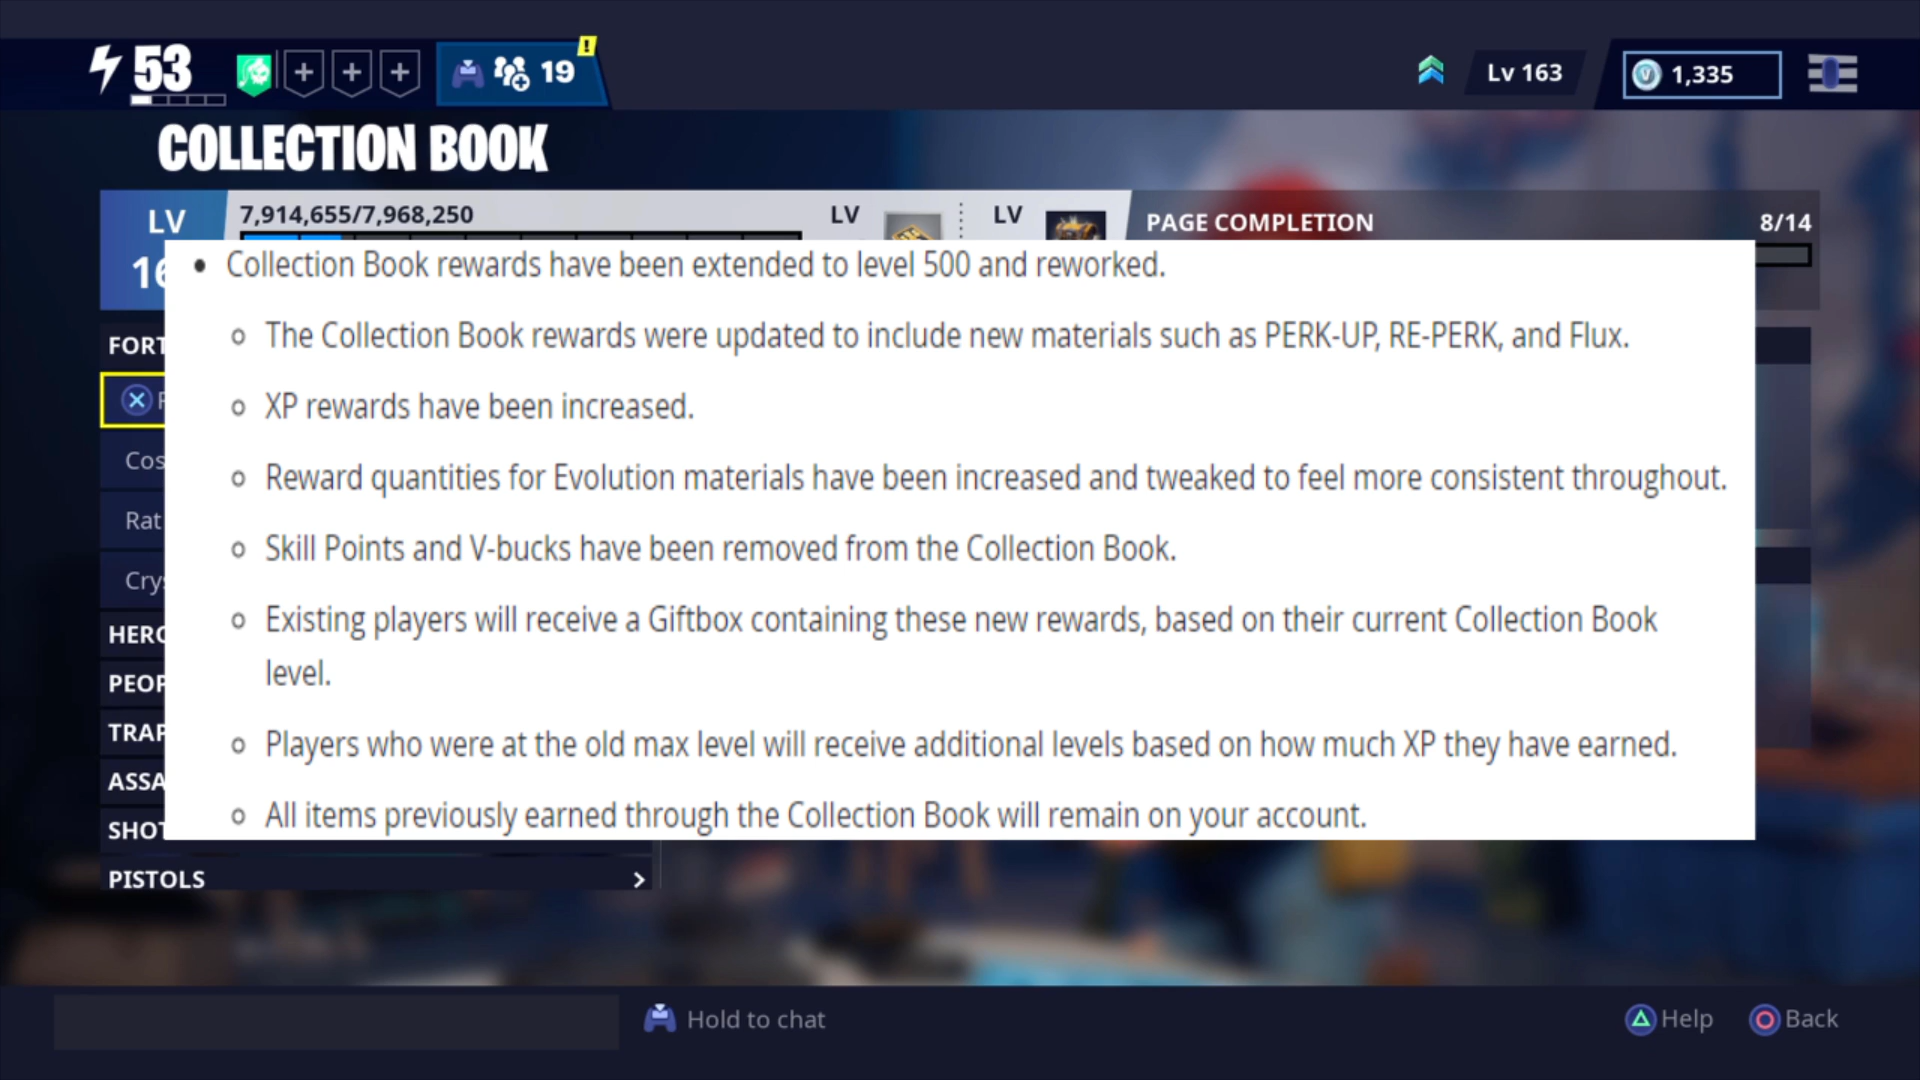 53
19
!
Lv 163
1,335
COLLECTION BOOK
LV
7,914,655/7,968,250
LV
LV
PAGE COMPLETION
8/14
• Collection Book rewards have been extended to level 500 and reworked.
○ The Collection Book rewards were updated to include new materials such as PERK-UP, RE-PERK, and Flux.
○ XP rewards have been increased.
○ Reward quantities for Evolution materials have been increased and tweaked to feel more consistent throughout.
○ Skill Points and V-bucks have been removed from the Collection Book.
○ Existing players will receive a Giftbox containing these new rewards, based on their current Collection Book
level.
○ Players who were at the old max level will receive additional levels based on how much XP they have earned.
○ All items previously earned through the Collection Book will remain on your account.
PISTOLS
Hold to chat
Help
Back